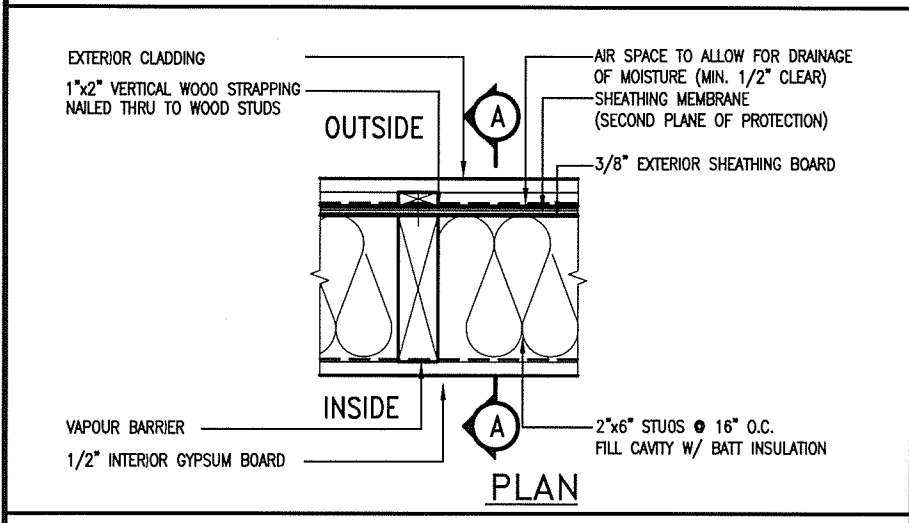 EXTERIOR CLADDING
1"x2" VERTICAL WOOD STRAPPING
NAILED THRU TO WOOD STUDS
OUTSIDE
A
AIR SPACE TO ALLOW FOR DRAINAGE
OF MOISTURE (MIN. 1/2" CLEAR)
SHEATHING MEMBRANE
(SECOND PLANE OF PROTECTION)
3/8" EXTERIOR SHEATHING BOARD
INSIDE
A
VAPOUR BARRIER
1/2" INTERIOR GYPSUM BOARD
2"x6" STUDS @ 16" O.C.
FILL CAVITY W/ BATT INSULATION
PLAN